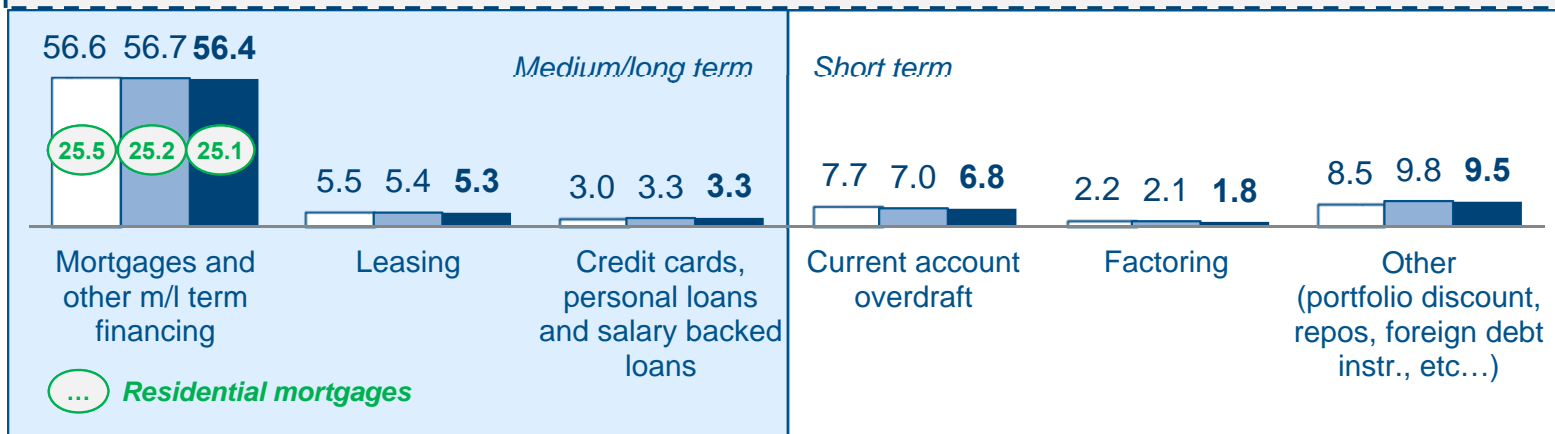 Medium/long term
Short term
56.6 56.7 56.4
25.5 25.2 25.1
5.5 5.4 5.3
3.0 3.3 3.3
7.7 7.0 6.8
2.2 2.1 1.8
8.5 9.8 9.5
Mortgages and
other m/l term
financing
Leasing
Credit cards,
personal loans
and salary backed
loans
Current account
overdraft
Factoring
Other
(portfolio discount,
repos, foreign debt
instr., etc…)
... Residential mortgages